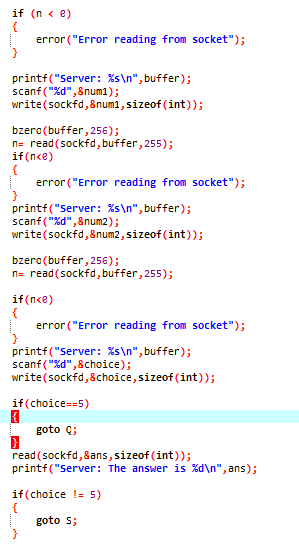 if (n < 0)
{
error("Error reading from socket");
}
printf("Server: %s\n",buffer);
scanf("%d",&num1);
write(sockfd,&num1,sizeof(int));
bzero(buffer,256);
n= read(sockfd,buffer,255);
if(n<0)
{
error("Error reading from socket");
}
printf("Server: %s\n",buffer);
scanf("%d",&num2);
write(sockfd,&num2,sizeof(int));
bzero(buffer,256);
n= read(sockfd,buffer,255);
if(n<0)
{
error("Error reading from socket");
}
printf("Server: %s\n",buffer);
scanf("%d",&choice);
write(sockfd,&choice,sizeof(int));
if(choice==5)
{
goto Q;
}
read(sockfd,&ans,sizeof(int));
printf("Server: The answer is %d\n",ans);
if(choice != 5)
{
goto S;
}